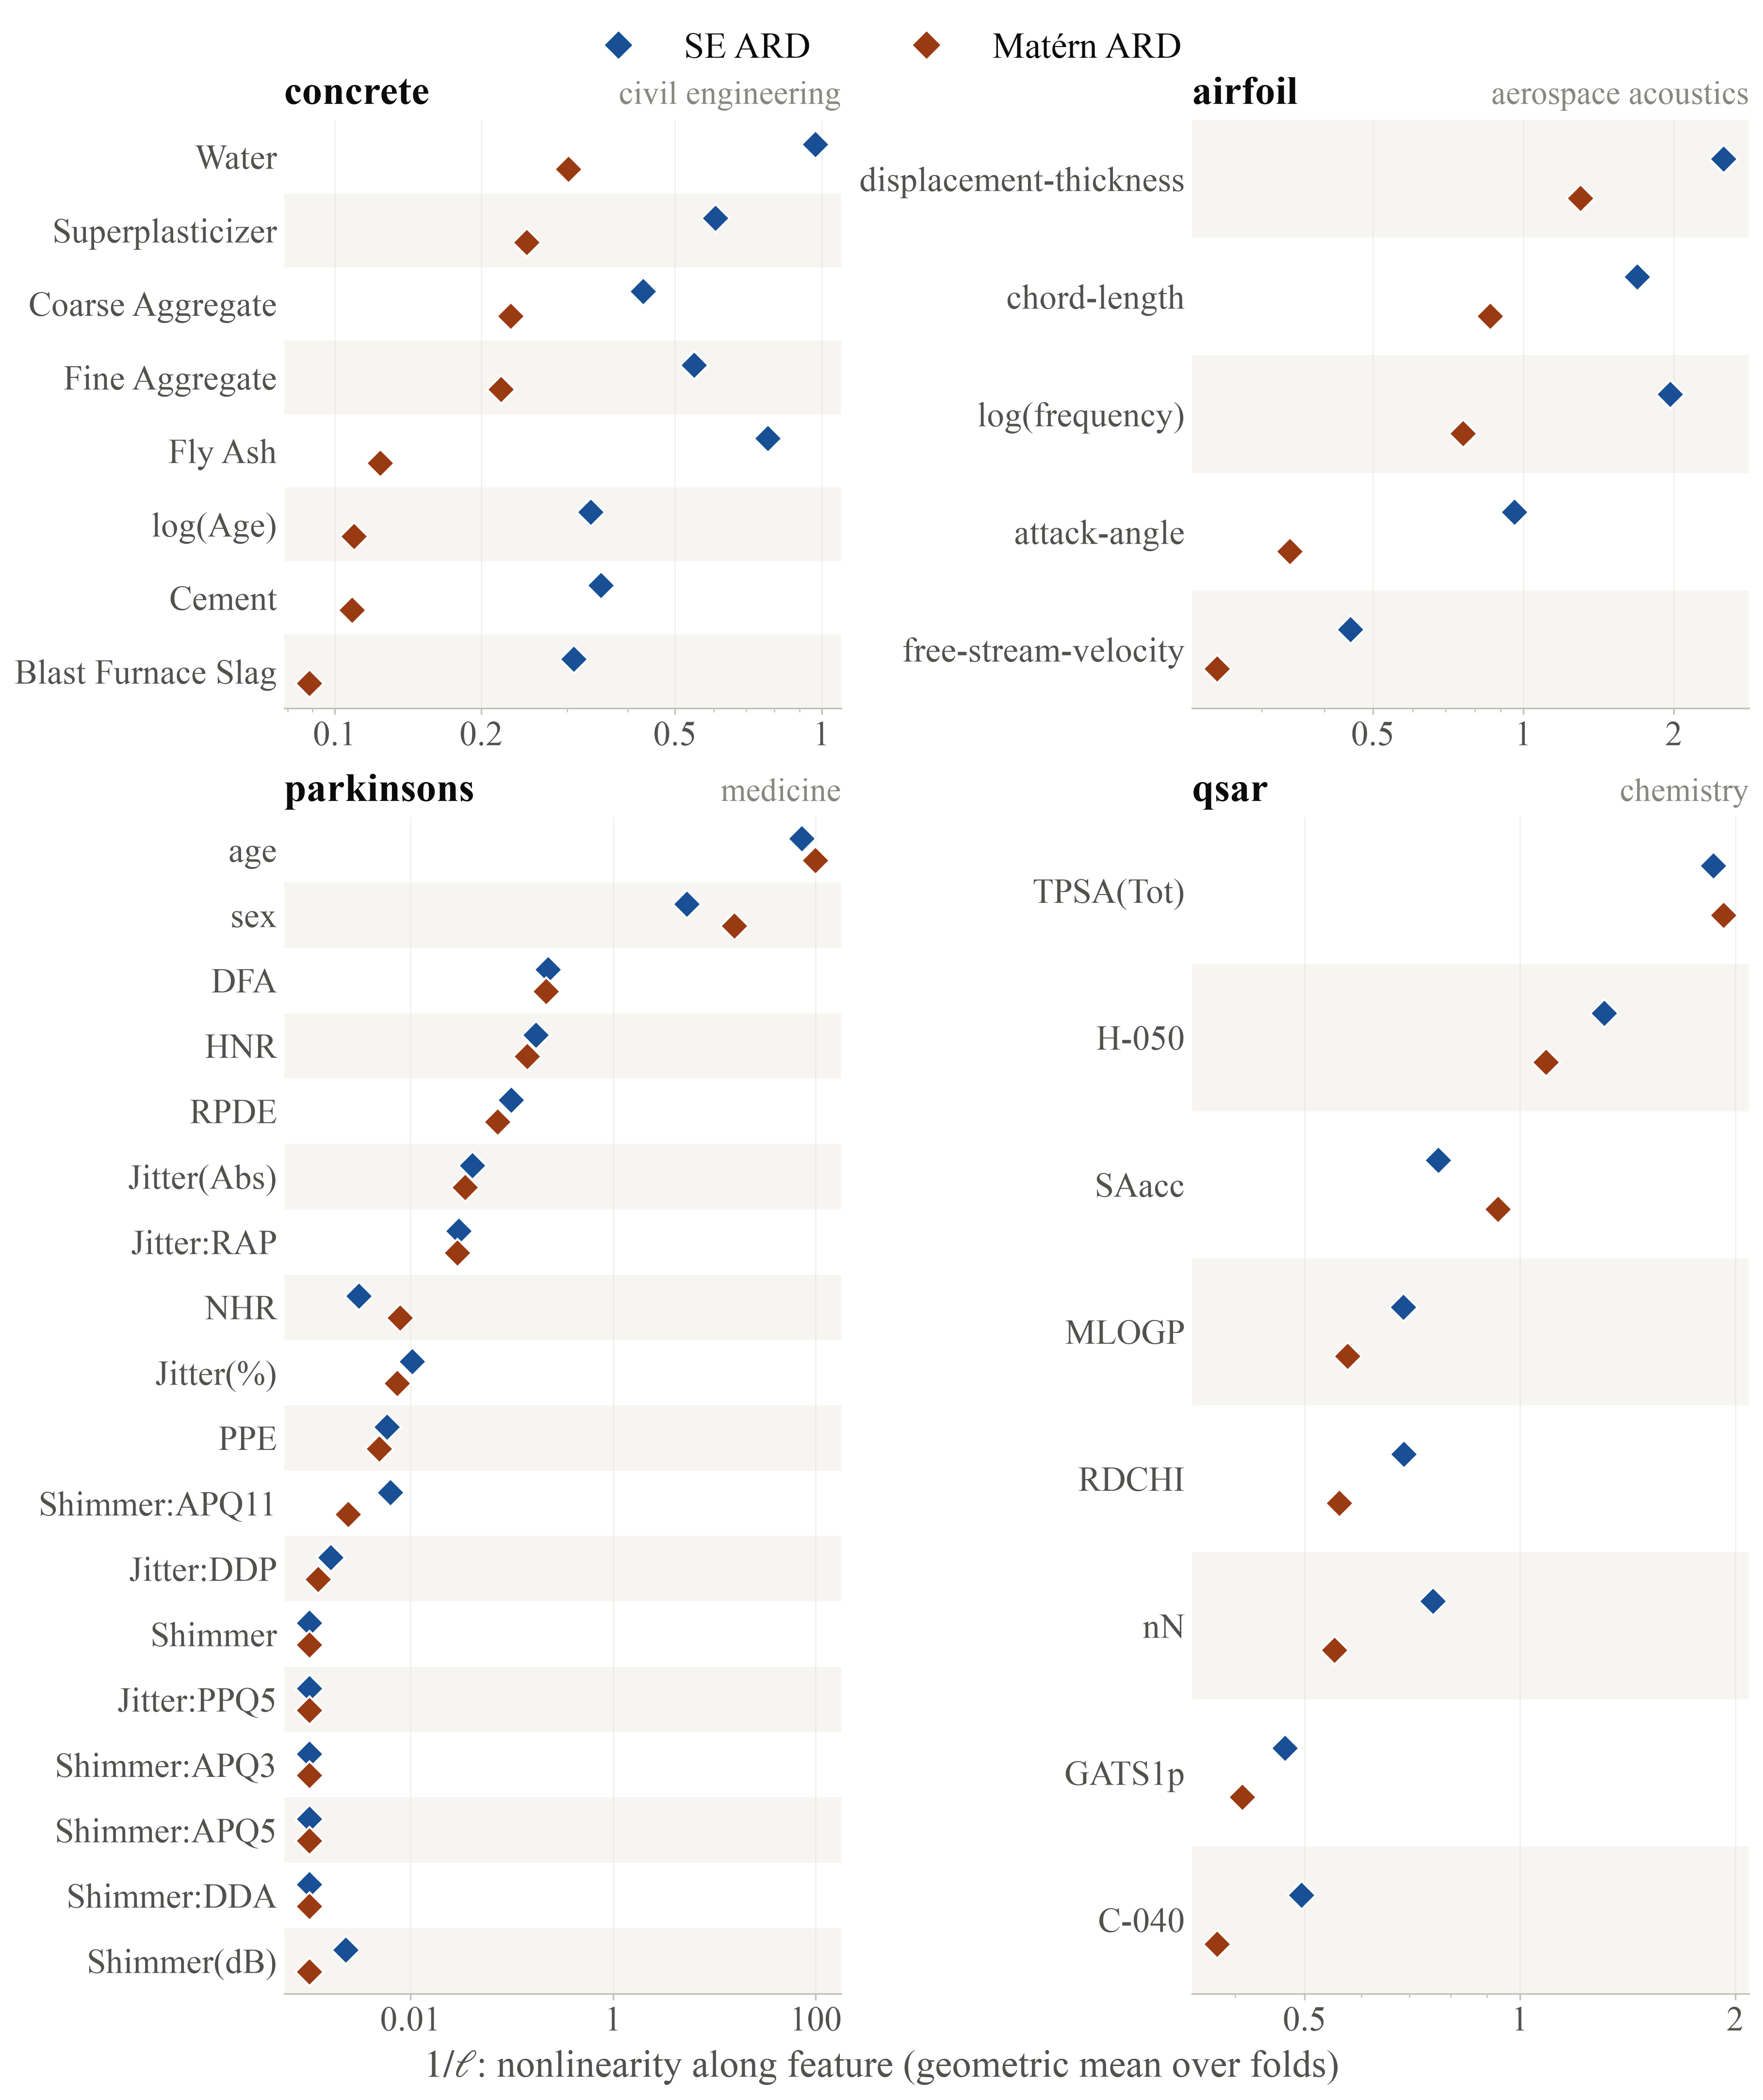 SE ARD Matérn ARD
concrete civil engineering
Water
Superplasticizer
Coarse Aggregate
Fine Aggregate
Fly Ash
log(Age)
Cement
Blast Furnace Slag
0.1 0.2 0.5 1
airfoil aerospace acoustics
displacement-thickness
chord-length
log(frequency)
attack-angle
free-stream-velocity
0.5 1 2
parkinsons medicine
age
sex
DFA
HNR
RPDE
Jitter(Abs)
Jitter:RAP
NHR
Jitter(%)
PPE
Shimmer:APQ11
Jitter:DDP
Shimmer
Jitter:PPQ5
Shimmer:APQ3
Shimmer:APQ5
Shimmer:DDA
Shimmer(dB)
0.01 1 100
qsar chemistry
TPSA(Tot)
H-050
SAacc
MLOGP
RDCHI
nN
GATS1p
C-040
0.5 1 2
1/ℓ: nonlinearity along feature (geometric mean over folds)